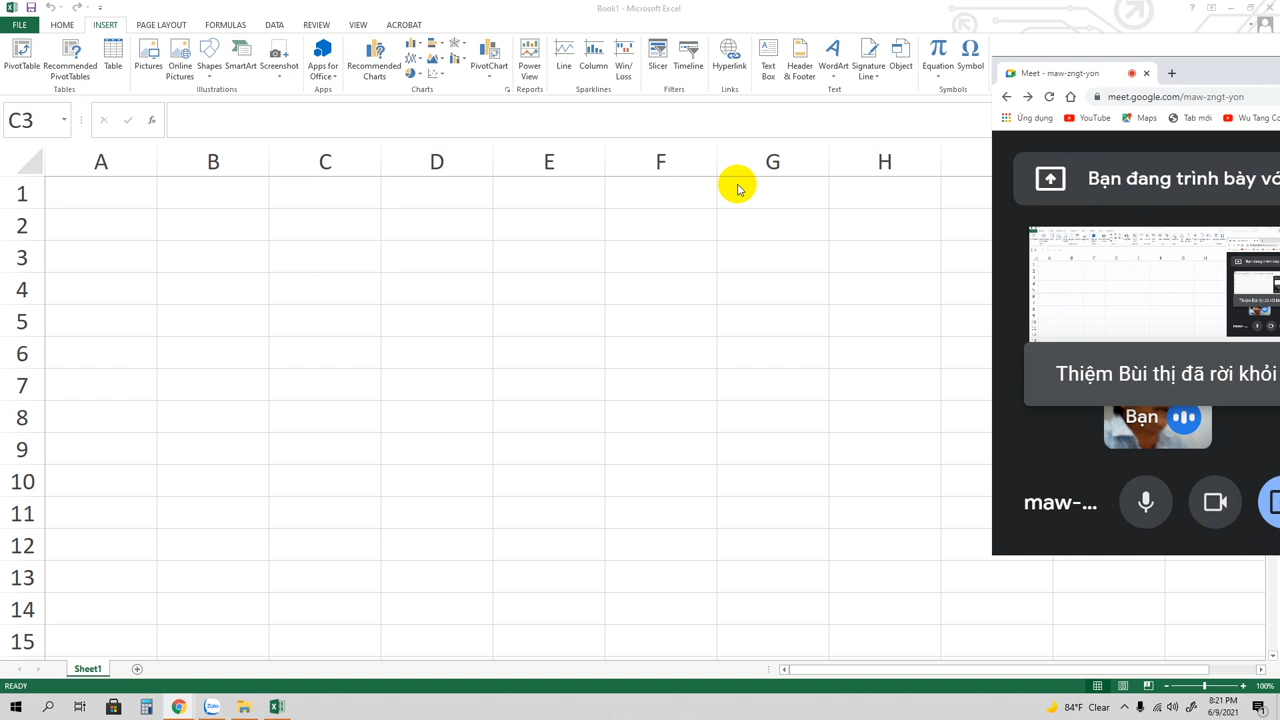 Book1 - Microsoft Excel
FILE HOME INSERT PAGE LAYOUT FORMULAS DATA REVIEW VIEW ACROBAT
PivotTable Recommended PivotTables Table Pictures Online Pictures Shapes SmartArt Screenshot Apps for Office Recommended Charts PivotChart Power View Line Column Win/ Loss Slicer Timeline Hyperlink Text Box Header & Footer WordArt Signature Line Object Equation Symbol
Tables Illustrations Apps Charts Reports Sparklines Filters Links Text Symbols
Meet - maw-zngt-yon
meet.google.com/maw-zngt-yon
Ứng dụng YouTube Maps Tab mới Wu Tang Co
C3
A B C D E F G H
Bạn đang trình bày vớ
1
2
3
4
5
6
7
8
9
10
11
12
13
14
15
Thiệm Bùi thị đã rời khỏi
Bạn
maw-...
Sheet1
READY
100%
84°F Clear
8:21 PM
6/9/2021